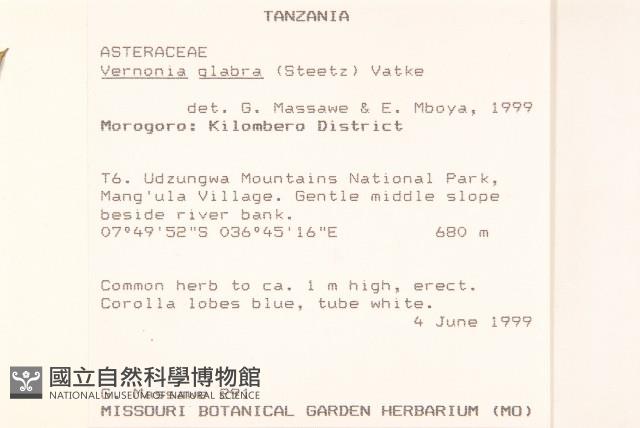 TANZANIA
ASTERACEAE
Vernonia glabra (Steetz) Vatke
det. G. Massawe & E. Mboya, 1999
Morogoro: Kilombero District
T6. Udzungwa Mountains National Park,
Mang'ula Village. Gentle middle slope
beside river bank.
07°49'52"S 036°45'16"E 680 m
Common herb to ca. 1 m high, erect.
Corolla lobes blue, tube white.
4 June 1999
國立自然科學博物館
NATIONAL MUSEUM OF NATURAL SCIENCE
MISSOURI BOTANICAL GARDEN HERBARIUM (MO)